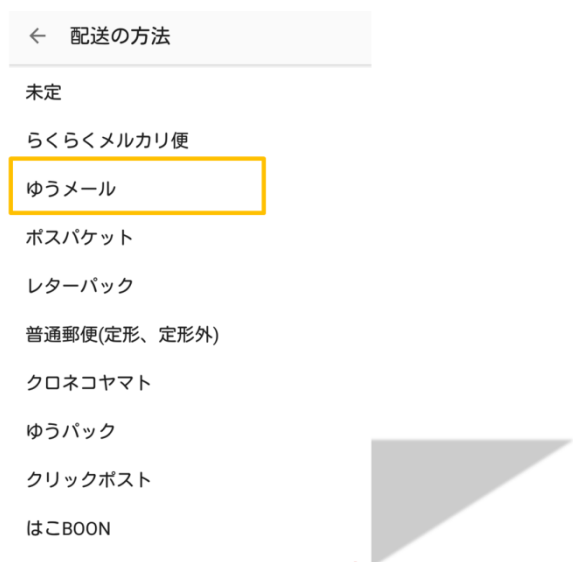 ← 配送の方法
未定
らくらくメルカリ便
ゆうメール
ポスパケット
レターパック
普通郵便(定形、定形外)
クロネコヤマト
ゆうパック
クリックポスト
はこBOON